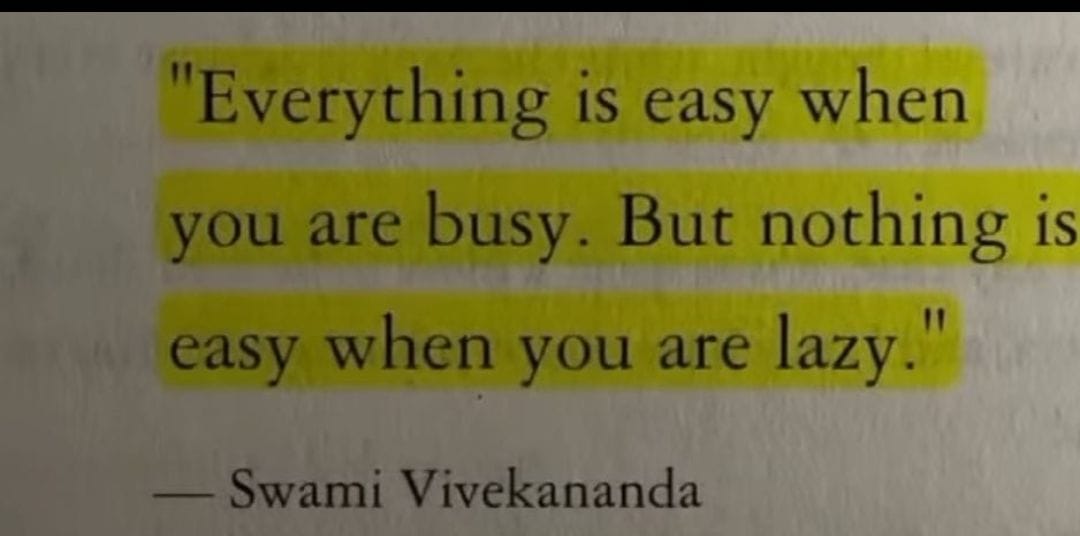 "Everything is easy when
you are busy. But nothing is
easy when you are lazy."
— Swami Vivekananda